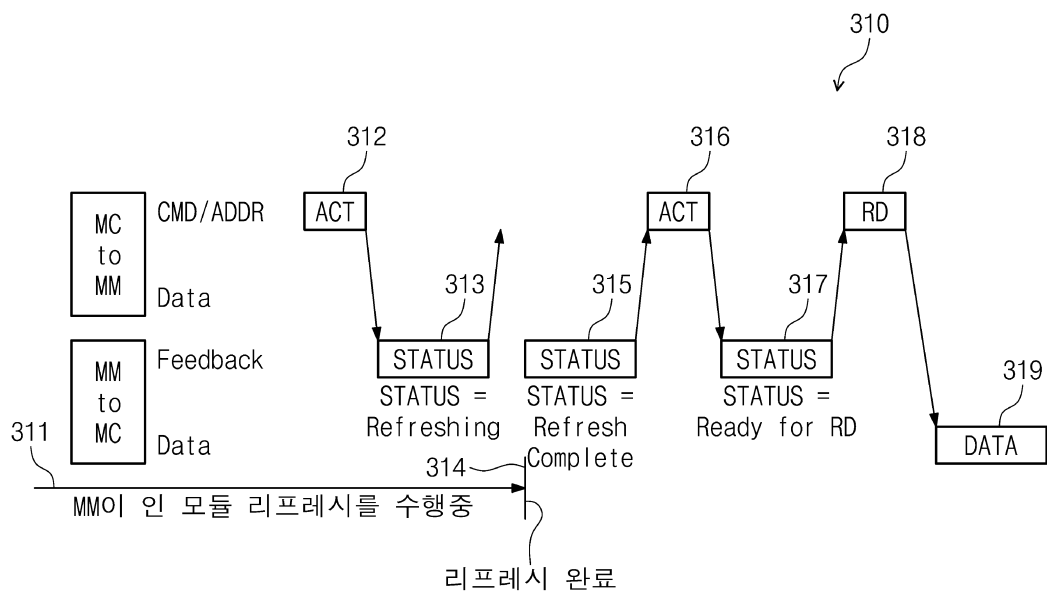 310
312
316
318
MC
to
MM
CMD/ADDR
ACT
ACT
RD
313
315
317
Data
MM
to
MC
Feedback
STATUS
STATUS
STATUS
STATUS =
Refreshing
STATUS =
Refresh
Complete
STATUS =
Ready for RD
319
311
Data
314
DATA
MM이 인 모듈 리프레시를 수행중
리프레시 완료